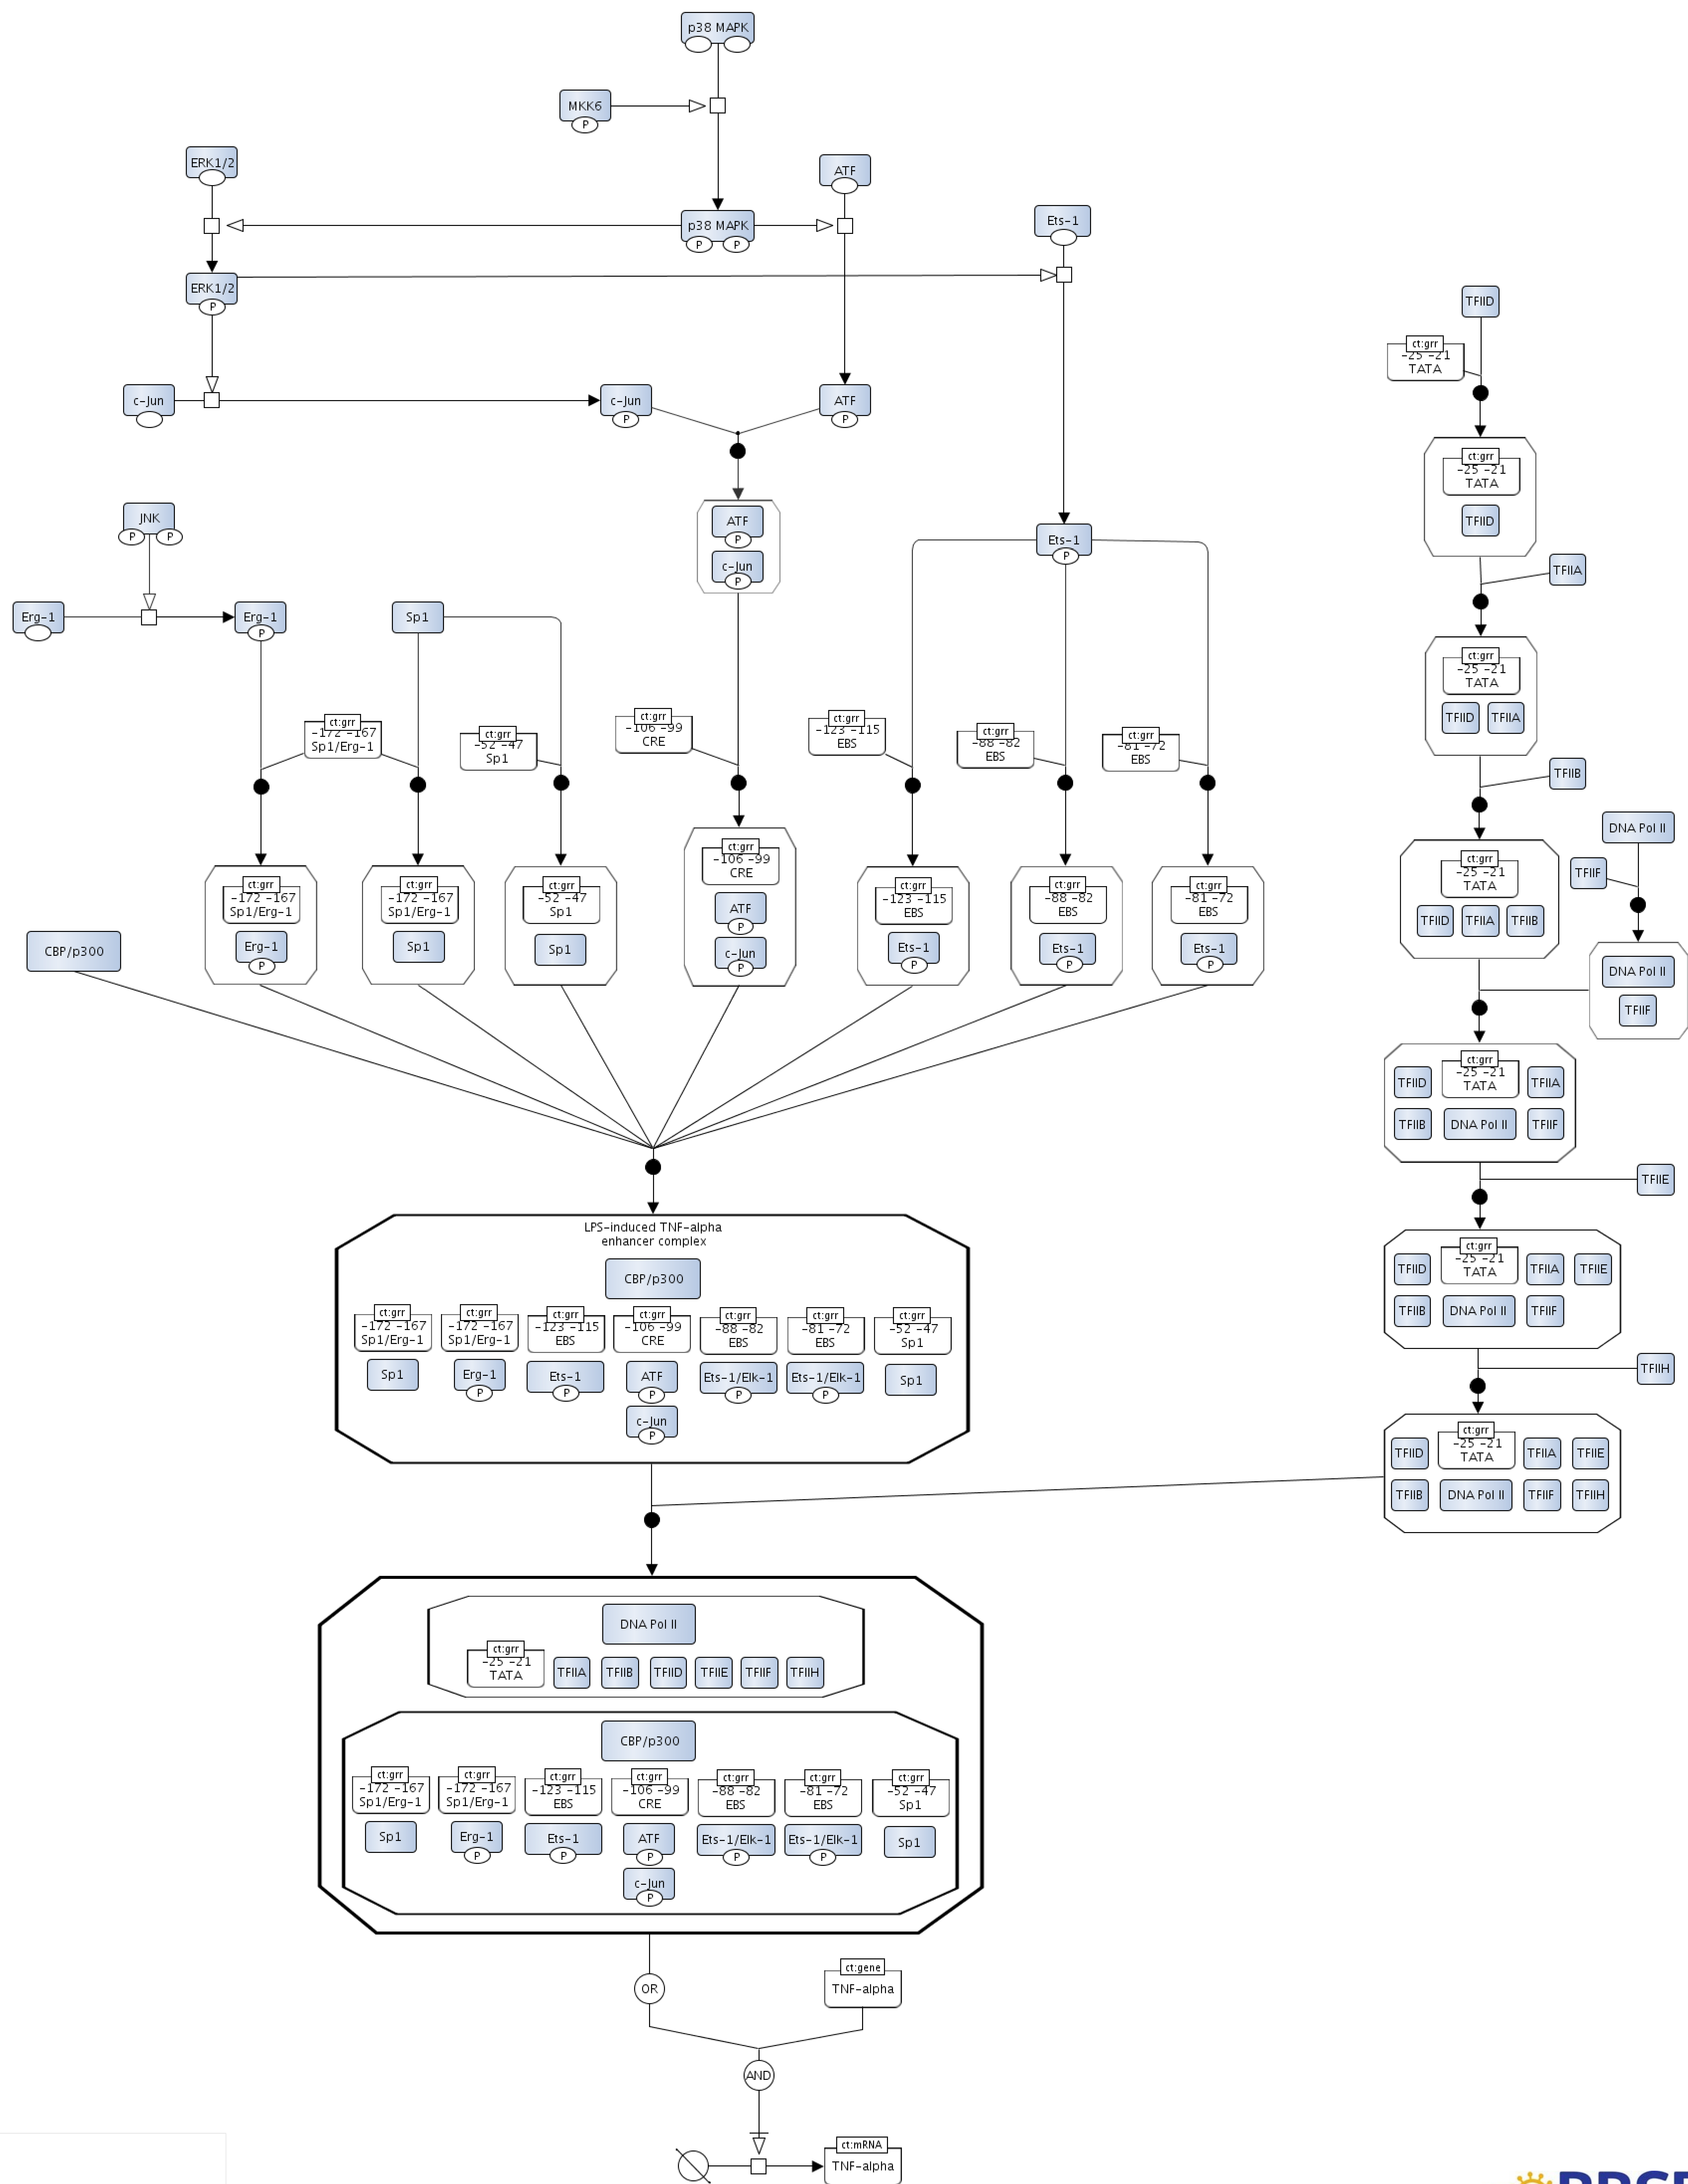 p38 MAPK
MKK6
P
ERK1/2
ATF
p38 MAPK
P P
Ets-1
ERK1/2
P
TFIID
ct:grr
-25 -21
TATA
c-Jun
c-Jun
P
ATF
P
ct:grr
-25 -21
TATA
TFIID
JNK
P P
ATF
P
c-Jun
P
Ets-1
P
TFIIA
Erg-1
Erg-1
P
Sp1
ct:grr
-25 -21
TATA
TFIID TFIIA
ct:grr
-172 -167
Sp1/Erg-1
ct:grr
-52 -47
Sp1
ct:grr
-106 -99
CRE
ct:grr
-123 -115
EBS
ct:grr
-88 -82
EBS
ct:grr
-81 -72
EBS
TFIIB
DNA Pol II
TFIIF
ct:grr
-25 -21
TATA
TFIID TFIIA TFIIB
CBP/p300
ct:grr
-172 -167
Sp1/Erg-1
Erg-1
P
ct:grr
-172 -167
Sp1/Erg-1
Sp1
ct:grr
-52 -47
Sp1
Sp1
ct:grr
-106 -99
CRE
ATF
P
c-Jun
P
ct:grr
-123 -115
EBS
Ets-1
P
ct:grr
-88 -82
EBS
Ets-1
P
ct:grr
-81 -72
EBS
Ets-1
P
DNA Pol II
TFIIF
ct:grr
-25 -21
TATA
TFIID TFIIA
TFIIB DNA Pol II TFIIF
TFIIE
LPS-induced TNF-alpha
enhancer complex
CBP/p300
ct:grr ct:grr ct:grr ct:grr ct:grr ct:grr ct:grr
-172 -167 -172 -167 -123 -115 -106 -99 -88 -82 -81 -72 -52 -47
Sp1/Erg-1 Sp1/Erg-1 EBS CRE EBS EBS Sp1
Sp1 Erg-1 Ets-1 ATF Ets-1/Elk-1 Ets-1/Elk-1 Sp1
P P P P P
c-Jun
P
ct:grr
-25 -21
TATA
TFIID TFIIA TFIIE
TFIIB DNA Pol II TFIIF
TFIIH
ct:grr
-25 -21
TATA
TFIID TFIIA TFIIE
TFIIB DNA Pol II TFIIF TFIIH
DNA Pol II
ct:grr
-25 -21
TATA
TFIIA TFIIB TFIID TFIIE TFIIF TFIIH
CBP/p300
ct:grr ct:grr ct:grr ct:grr ct:grr ct:grr ct:grr
-172 -167 -172 -167 -123 -115 -106 -99 -88 -82 -81 -72 -52 -47
Sp1/Erg-1 Sp1/Erg-1 EBS CRE EBS EBS Sp1
Sp1 Erg-1 Ets-1 ATF Ets-1/Elk-1 Ets-1/Elk-1 Sp1
P P P P P
c-Jun
P
OR
ct:gene
TNF-alpha
AND
ct:mRNA
TNF-alpha